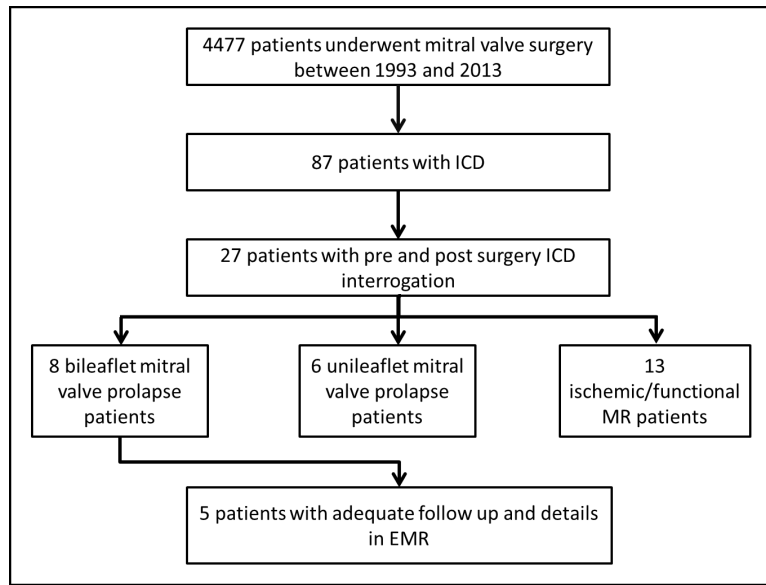 4477 patients underwent mitral valve surgery
between 1993 and 2013
87 patients with ICD
27 patients with pre and post surgery ICD
interrogation
8 bileaflet mitral
valve prolapse
patients
6 unileaflet mitral
valve prolapse
patients
13
ischemic/functional
MR patients
5 patients with adequate follow up and details
in EMR